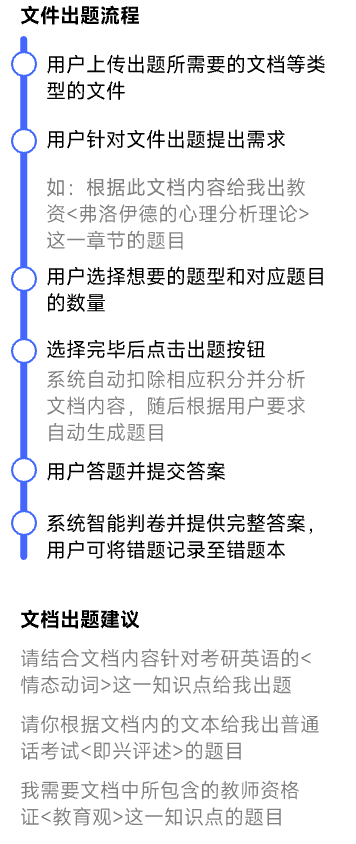 文件出题流程
用户上传出题所需要的文档等类
型的文件
用户针对文件出题提出需求
如：根据此文档内容给我出教
资<弗洛伊德的心理分析理论>
这一章节的题目
用户选择想要的题型和对应题目
的数量
选择完毕后点击出题按钮
系统自动扣除相应积分并分析
文档内容，随后根据用户要求
自动生成题目
用户答题并提交答案
系统智能判卷并提供完整答案，
用户可将错题记录至错题本
文档出题建议
请结合文档内容针对考研英语的<
情态动词>这一知识点给我出题
请你根据文档内的文本给我出普通
话考试<即兴评述>的题目
我需要文档中所包含的教师资格
证<教育观>这一知识点的题目